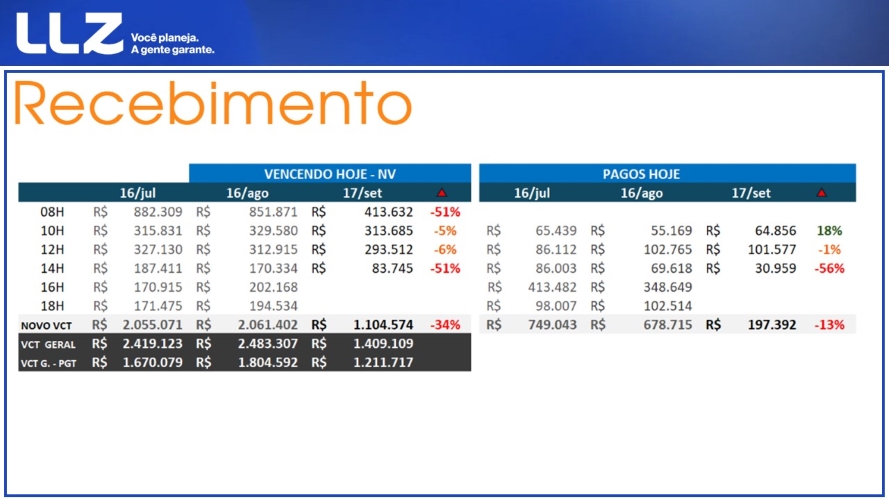 LLZ Você planeja.
A gente garante.
Recebimento
VENCENDO HOJE - NV PAGOS HOJE
16/jul 16/ago 17/set 16/jul 16/ago 17/set
08H R$ 882.309 R$ 851.871 R$ 413.632 -51%
10H R$ 315.831 R$ 329.580 R$ 313.685 -5% R$ 65.439 R$ 55.169 R$ 64.856 18%
12H R$ 327.130 R$ 312.915 R$ 293.512 -6% R$ 86.112 R$ 102.765 R$ 101.577 -1%
14H R$ 187.411 R$ 170.334 R$ 83.745 -51% R$ 86.003 R$ 69.618 R$ 30.959 -56%
16H R$ 170.915 R$ 202.168 R$ 413.482 R$ 348.649
18H R$ 171.475 R$ 194.534 R$ 98.007 R$ 102.514
NOVO VCT R$ 2.055.071 R$ 2.061.402 R$ 1.104.574 -34% R$ 749.043 R$ 678.715 R$ 197.392 -13%
VCT GERAL R$ 2.419.123 R$ 2.483.307 R$ 1.409.109
VCT G. - PGT R$ 1.670.079 R$ 1.804.592 R$ 1.211.717